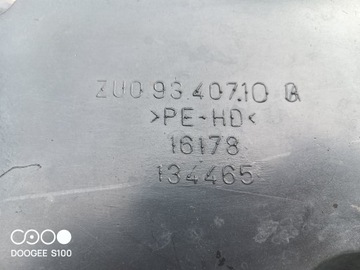 ZU0 93 407.10 B
>PE-HD<
16178
134465
DOOGEE S100